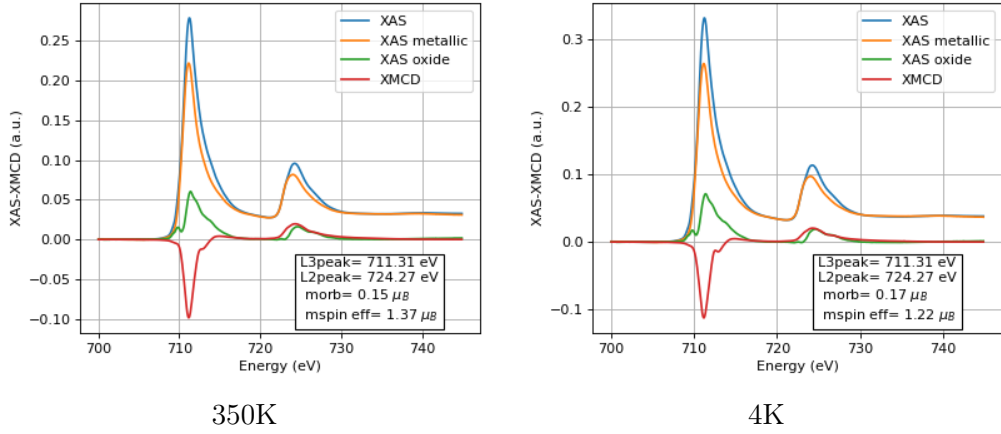 XAS
XAS metallic
XAS oxide
XMCD
XAS-XMCD (a.u.)
0.25
0.20
0.15
0.10
0.05
0.00
−0.05
−0.10
L3peak= 711.31 eV
L2peak= 724.27 eV
morb= 0.15 μB
mspin eff= 1.37 μB
700
710
720
730
740
Energy (eV)
350K
XAS
XAS metallic
XAS oxide
XMCD
XAS-XMCD (a.u.)
0.3
0.2
0.1
0.0
−0.1
L3peak= 711.31 eV
L2peak= 724.27 eV
morb= 0.17 μB
mspin eff= 1.22 μB
700
710
720
730
740
Energy (eV)
4K